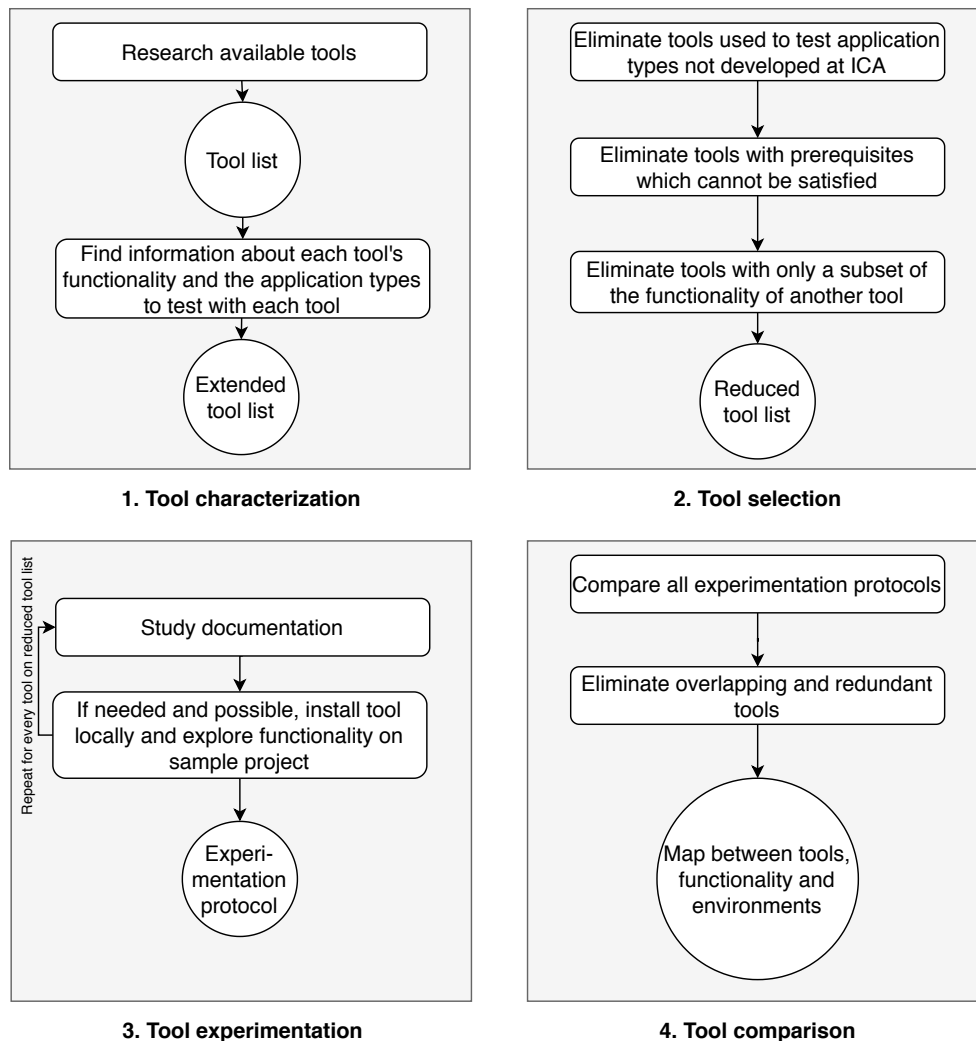 Research available tools
Tool list
Find information about each tool's
functionality and the application types
to test with each tool
Extended
tool list
1. Tool characterization
Eliminate tools used to test application
types not developed at ICA
Eliminate tools with prerequisites
which cannot be satisfied
Eliminate tools with only a subset of
the functionality of another tool
Reduced
tool list
2. Tool selection
Repeat for every tool on reduced tool list
Study documentation
If needed and possible, install tool
locally and explore functionality on
sample project
Experi-
mentation
protocol
3. Tool experimentation
Compare all experimentation protocols
Eliminate overlapping and redundant
tools
Map between tools,
functionality and
environments
4. Tool comparison